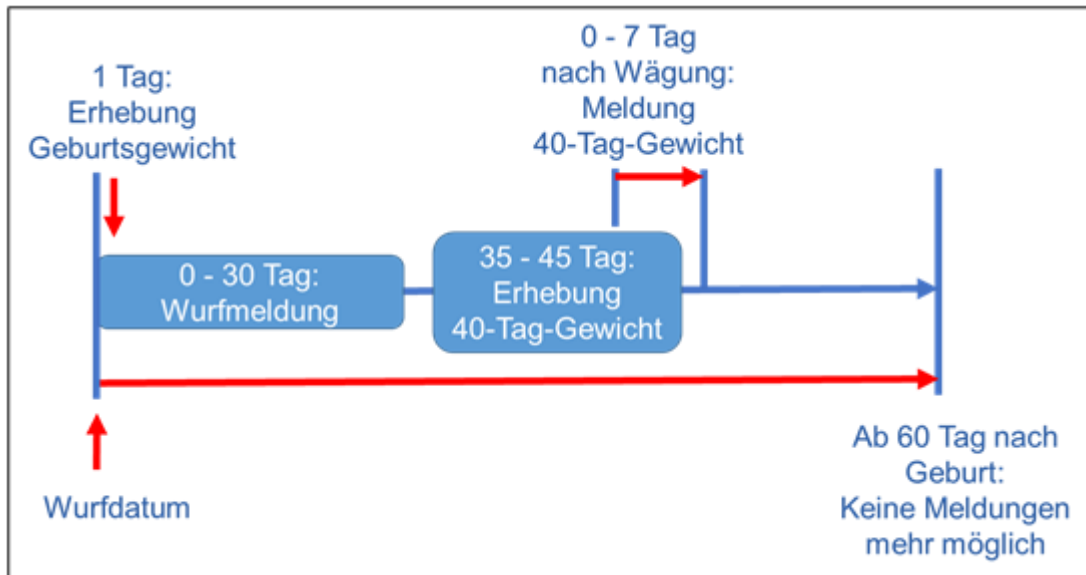 1 Tag:
Erhebung
Geburtsgewicht
0 - 7 Tag
nach Wägung:
Meldung
40-Tag-Gewicht
0 - 30 Tag:
Wurfmeldung
35 - 45 Tag:
Erhebung
40-Tag-Gewicht
Wurfdatum
Ab 60 Tag nach
Geburt:
Keine Meldungen
mehr möglich